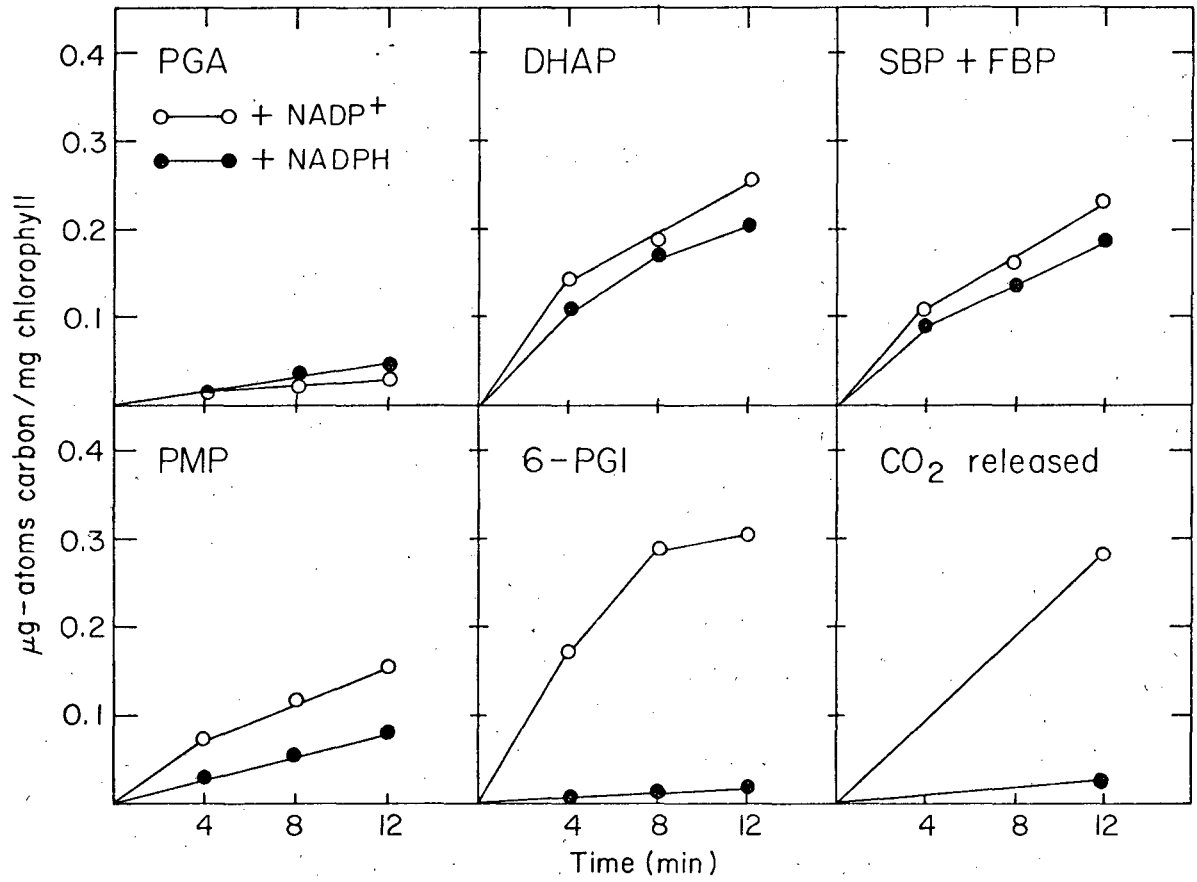 μg-atoms carbon/mg chlorophyll
PGA
+ NADP⁺
+ NADPH
DHAP
SBP + FBP
0.4
0.3
0.2
0.1
PMP
6-PGl
CO₂ released
0.4
0.3
0.2
0.1
4 8 12 4 8 12 4 8 12
Time (min)